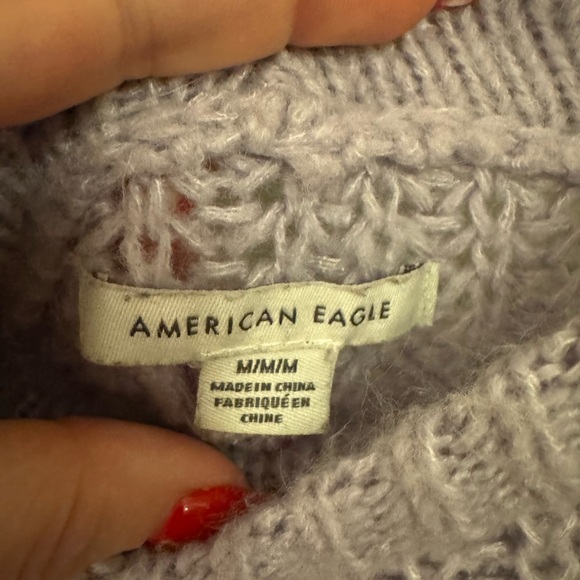 AMERICAN EAGLE
M/M/M
MADE IN CHINA
FABRIQUÉ EN
CHINE